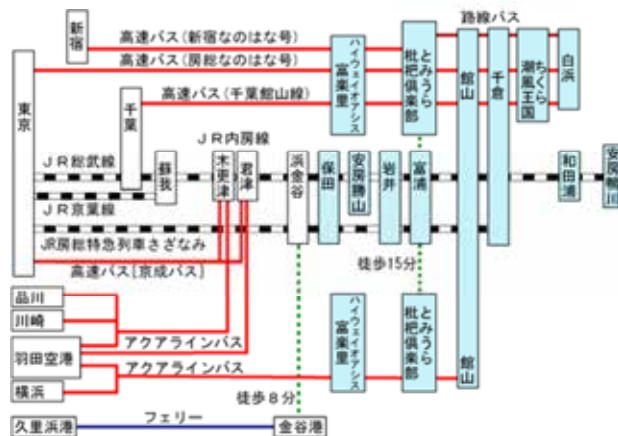 新宿
高速バス(新宿なのはな号)
路線バス
高速バス(房総なのはな号)
ハイウェイオアシス
富楽里
とみうら
枇杷倶楽部
館山
千倉
ちくら
潮風王国
白浜
東京
千葉
高速バス(千葉館山線)
JR内房線
JR総武線
蘇我
木更津
君津
浜金谷
保田
安房勝山
岩井
富浦
和田浦
安房鴨川
JR京葉線
JR房総特急列車さざなみ
高速バス[京成バス]
徒歩15分
品川
川崎
アクアラインバス
羽田空港
アクアラインバス
横浜
ハイウェイオアシス
富楽里
とみうら
枇杷倶楽部
館山
徒歩8分
久里浜港
フェリー
金谷港